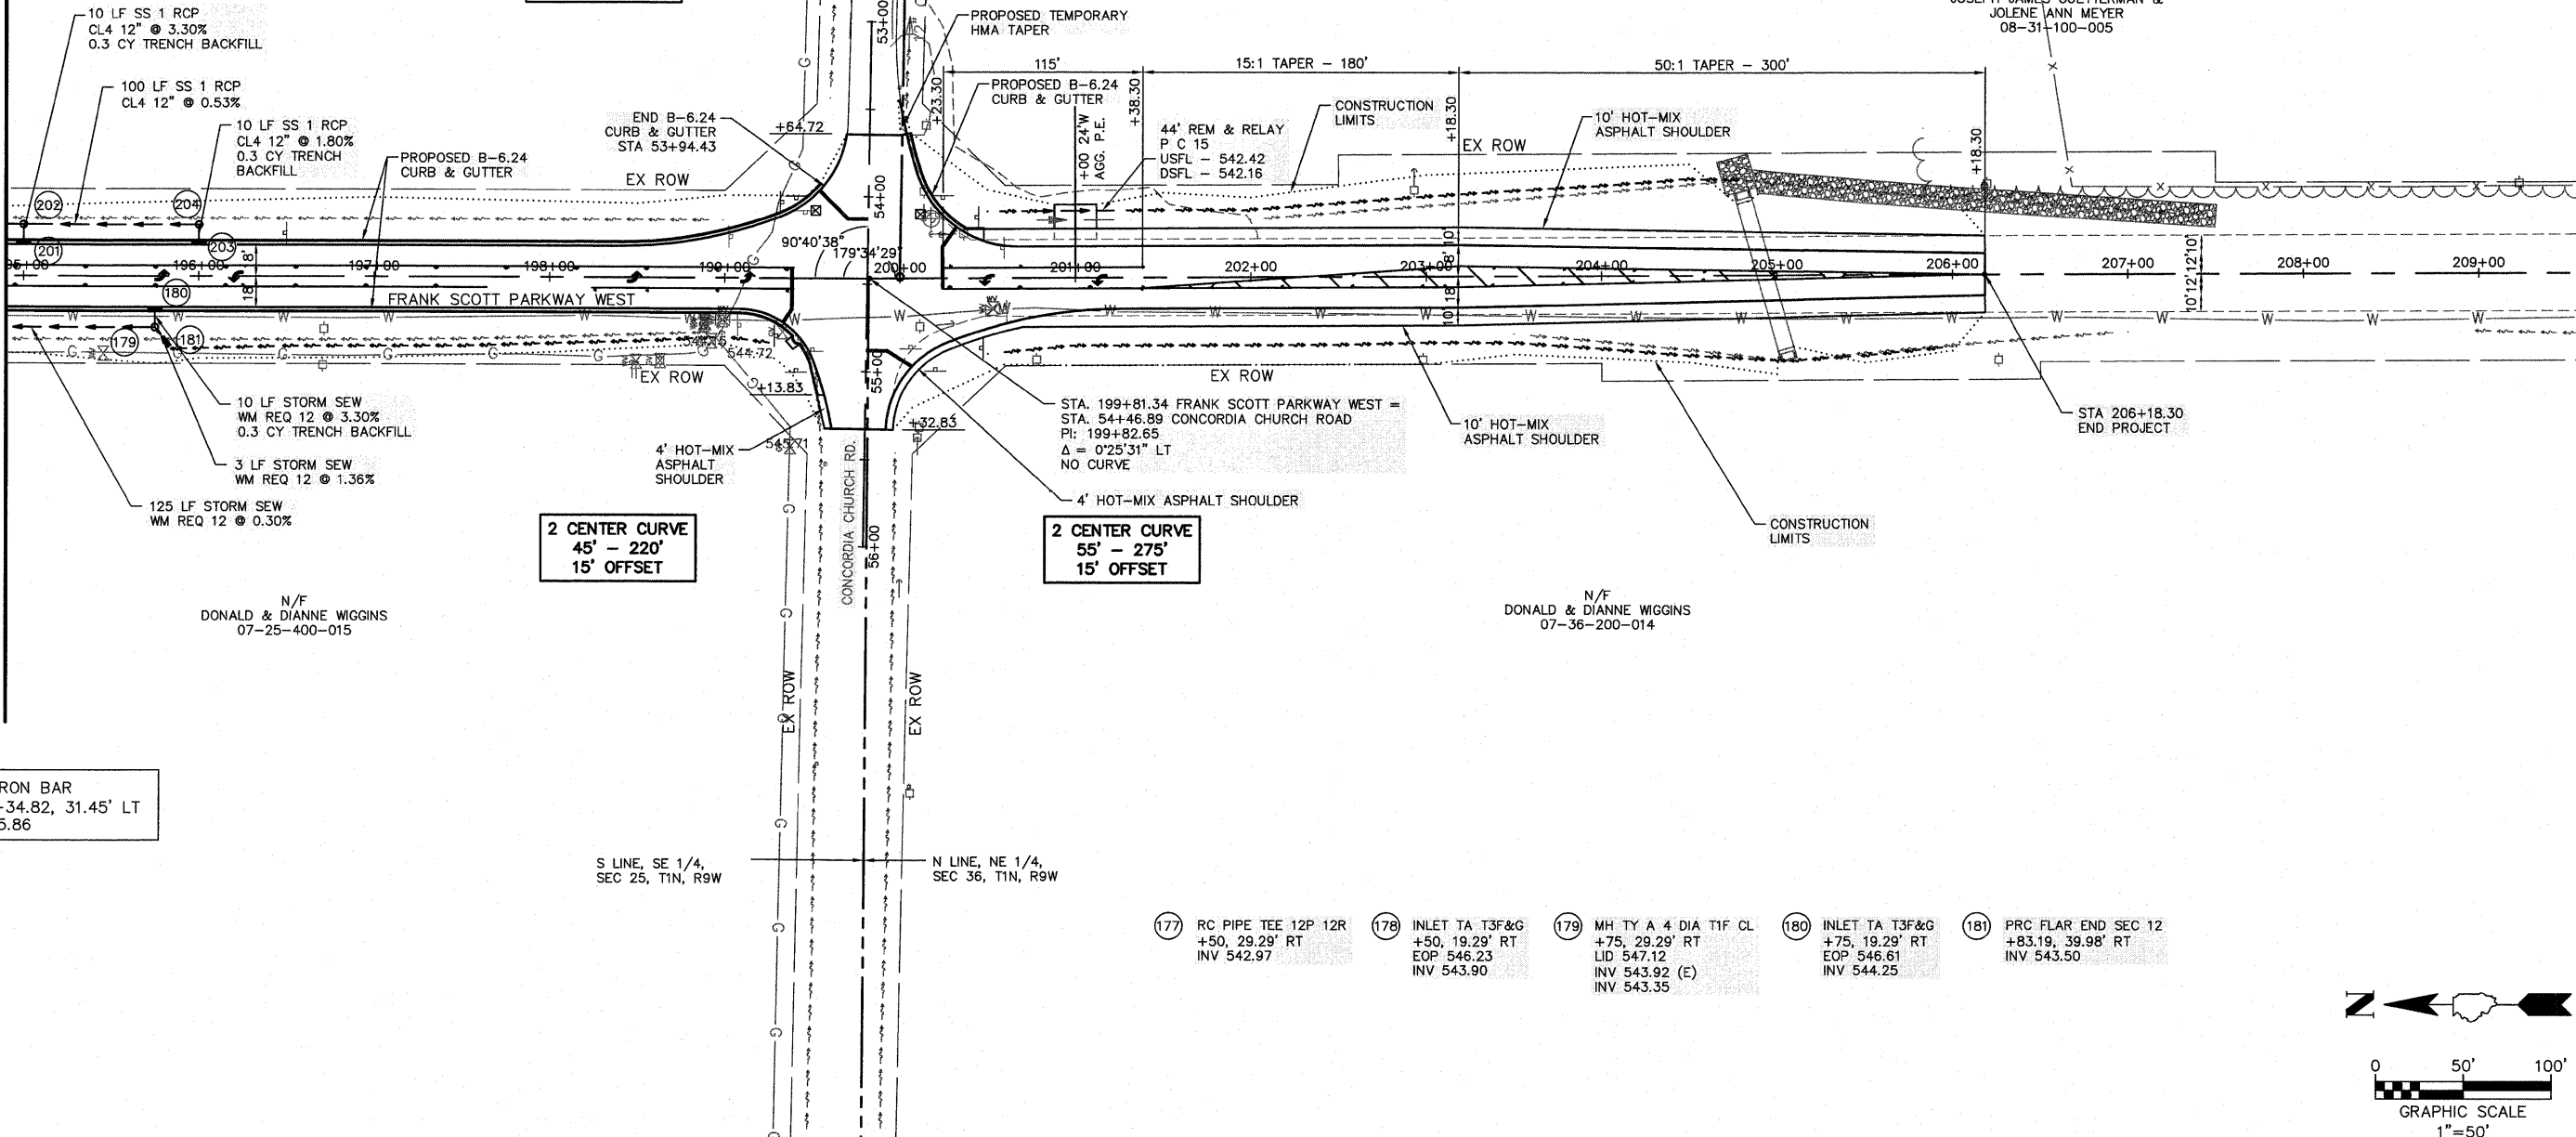 10 LF SS 1 RCP
CL4 12" @ 3.30%
0.3 CY TRENCH BACKFILL
100 LF SS 1 RCP
CL4 12" @ 0.53%
10 LF SS 1 RCP
CL4 12" @ 1.80%
0.3 CY TRENCH
BACKFILL
PROPOSED B-6.24
CURB & GUTTER
END B-6.24
CURB & GUTTER
STA 53+94.43
+64.72
EX ROW
53+00
PROPOSED TEMPORARY
HMA TAPER
PROPOSED B-6.24
CURB & GUTTER
115'
15:1 TAPER - 180'
50:1 TAPER - 300'
+23.30
+38.30
+18.30
+18.30
+00 24'W
AGG. P.E.
44' REM & RELAY
P C 15
USFL - 542.42
DSFL - 542.16
CONSTRUCTION
LIMITS
10' HOT-MIX
ASPHALT SHOULDER
EX ROW
JOLENE ANN MEYER
08-31-100-005
202
204
201
203
54+00
90°40'38"
179°34'29"
196+00
197+00
198+00
199+00
200+00
201+00
202+00
203+00
204+00
205+00
206+00
207+00
208+00
209+00
18'
18'
10'
8'
18'
10'
10'12'12'10'
180
FRANK SCOTT PARKWAY WEST
179
181
544.72
EX ROW
+13.83
55+00
+32.83
EX ROW
10 LF STORM SEW
WM REQ 12 @ 3.30%
0.3 CY TRENCH BACKFILL
3 LF STORM SEW
WM REQ 12 @ 1.36%
125 LF STORM SEW
WM REQ 12 @ 0.30%
545.71
4' HOT-MIX
ASPHALT
SHOULDER
STA. 199+81.34 FRANK SCOTT PARKWAY WEST =
STA. 54+46.89 CONCORDIA CHURCH ROAD
PI: 199+82.65
Δ = 0°25'31" LT
NO CURVE
4' HOT-MIX ASPHALT SHOULDER
10' HOT-MIX
ASPHALT SHOULDER
STA 206+18.30
END PROJECT
CONSTRUCTION
LIMITS
2 CENTER CURVE
45' - 220'
15' OFFSET
CONCORDIA CHURCH RD.
56+00
2 CENTER CURVE
55' - 275'
15' OFFSET
N/F
DONALD & DIANNE WIGGINS
07-25-400-015
N/F
DONALD & DIANNE WIGGINS
07-36-200-014
EX ROW
EX ROW
RON BAR
-34.82, 31.45' LT
5.86
S LINE, SE 1/4,
SEC 25, T1N, R9W
N LINE, NE 1/4,
SEC 36, T1N, R9W
177 RC PIPE TEE 12P 12R
+50, 29.29' RT
INV 542.97
178 INLET TA T3F&G
+50, 19.29' RT
EOP 546.23
INV 543.90
179 MH TY A 4 DIA T1F CL
+75, 29.29' RT
LID 547.12
INV 543.92 (E)
INV 543.35
180 INLET TA T3F&G
+75, 19.29' RT
EOP 546.61
INV 544.25
181 PRC FLAR END SEC 12
+83.19, 39.98' RT
INV 543.50
N
0 50' 100'
GRAPHIC SCALE
1"=50'